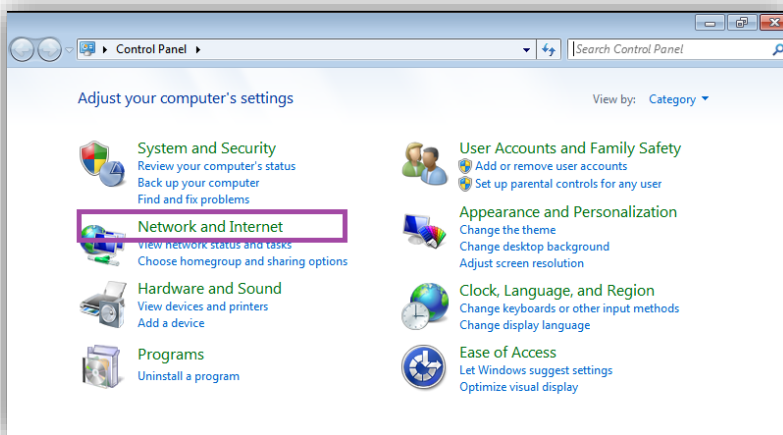 Control Panel
Search Control Panel
Adjust your computer's settings
View by: Category
System and Security
Review your computer's status
Back up your computer
Find and fix problems
Network and Internet
View network status and tasks
Choose homegroup and sharing options
Hardware and Sound
View devices and printers
Add a device
Programs
Uninstall a program
User Accounts and Family Safety
Add or remove user accounts
Set up parental controls for any user
Appearance and Personalization
Change the theme
Change desktop background
Adjust screen resolution
Clock, Language, and Region
Change keyboards or other input methods
Change display language
Ease of Access
Let Windows suggest settings
Optimize visual display